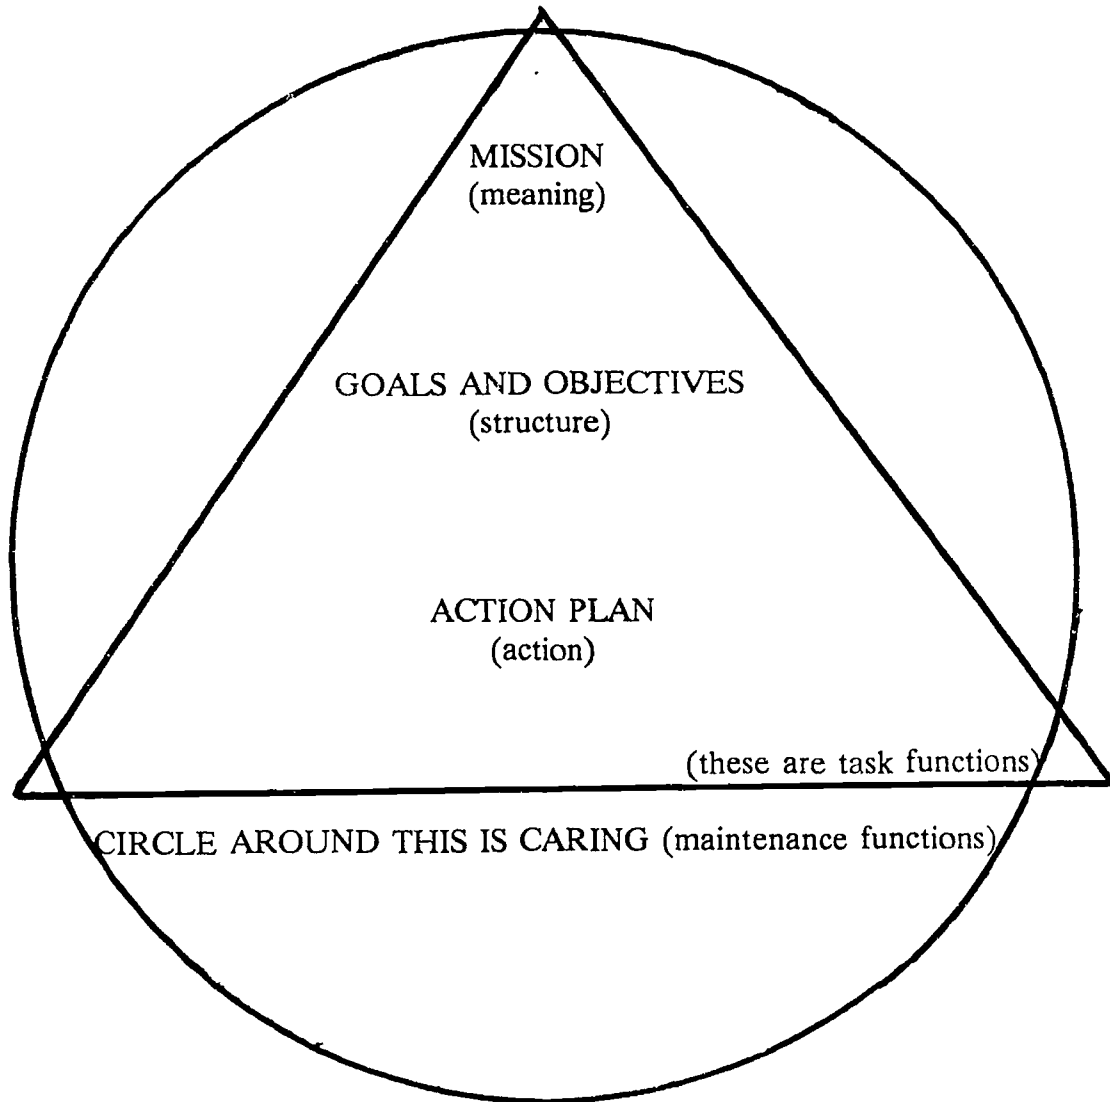 MISSION
(meaning)
GOALS AND OBJECTIVES
(structure)
ACTION PLAN
(action)
(these are task functions)
CIRCLE AROUND THIS IS CARING (maintenance functions)